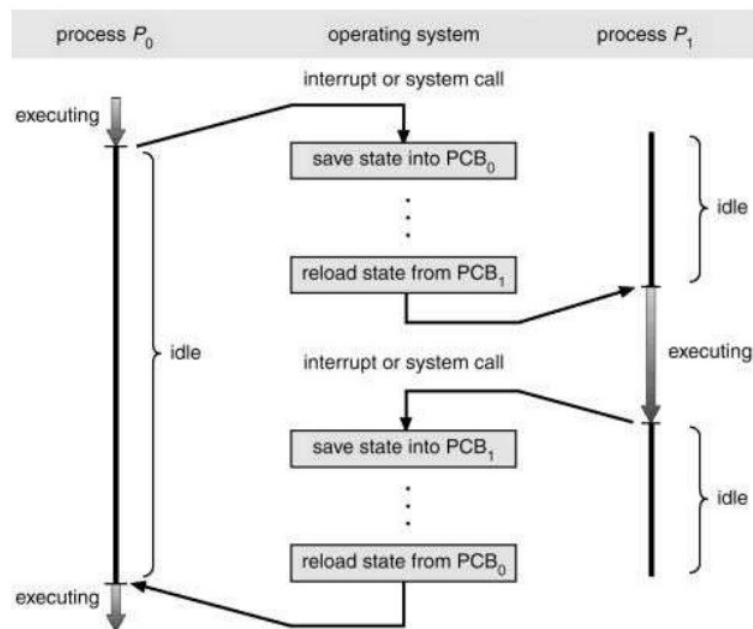 process P0 operating system process P1
interrupt or system call
executing
save state into PCB0
idle
reload state from PCB1
idle
interrupt or system call
executing
save state into PCB1
idle
reload state from PCB0
executing